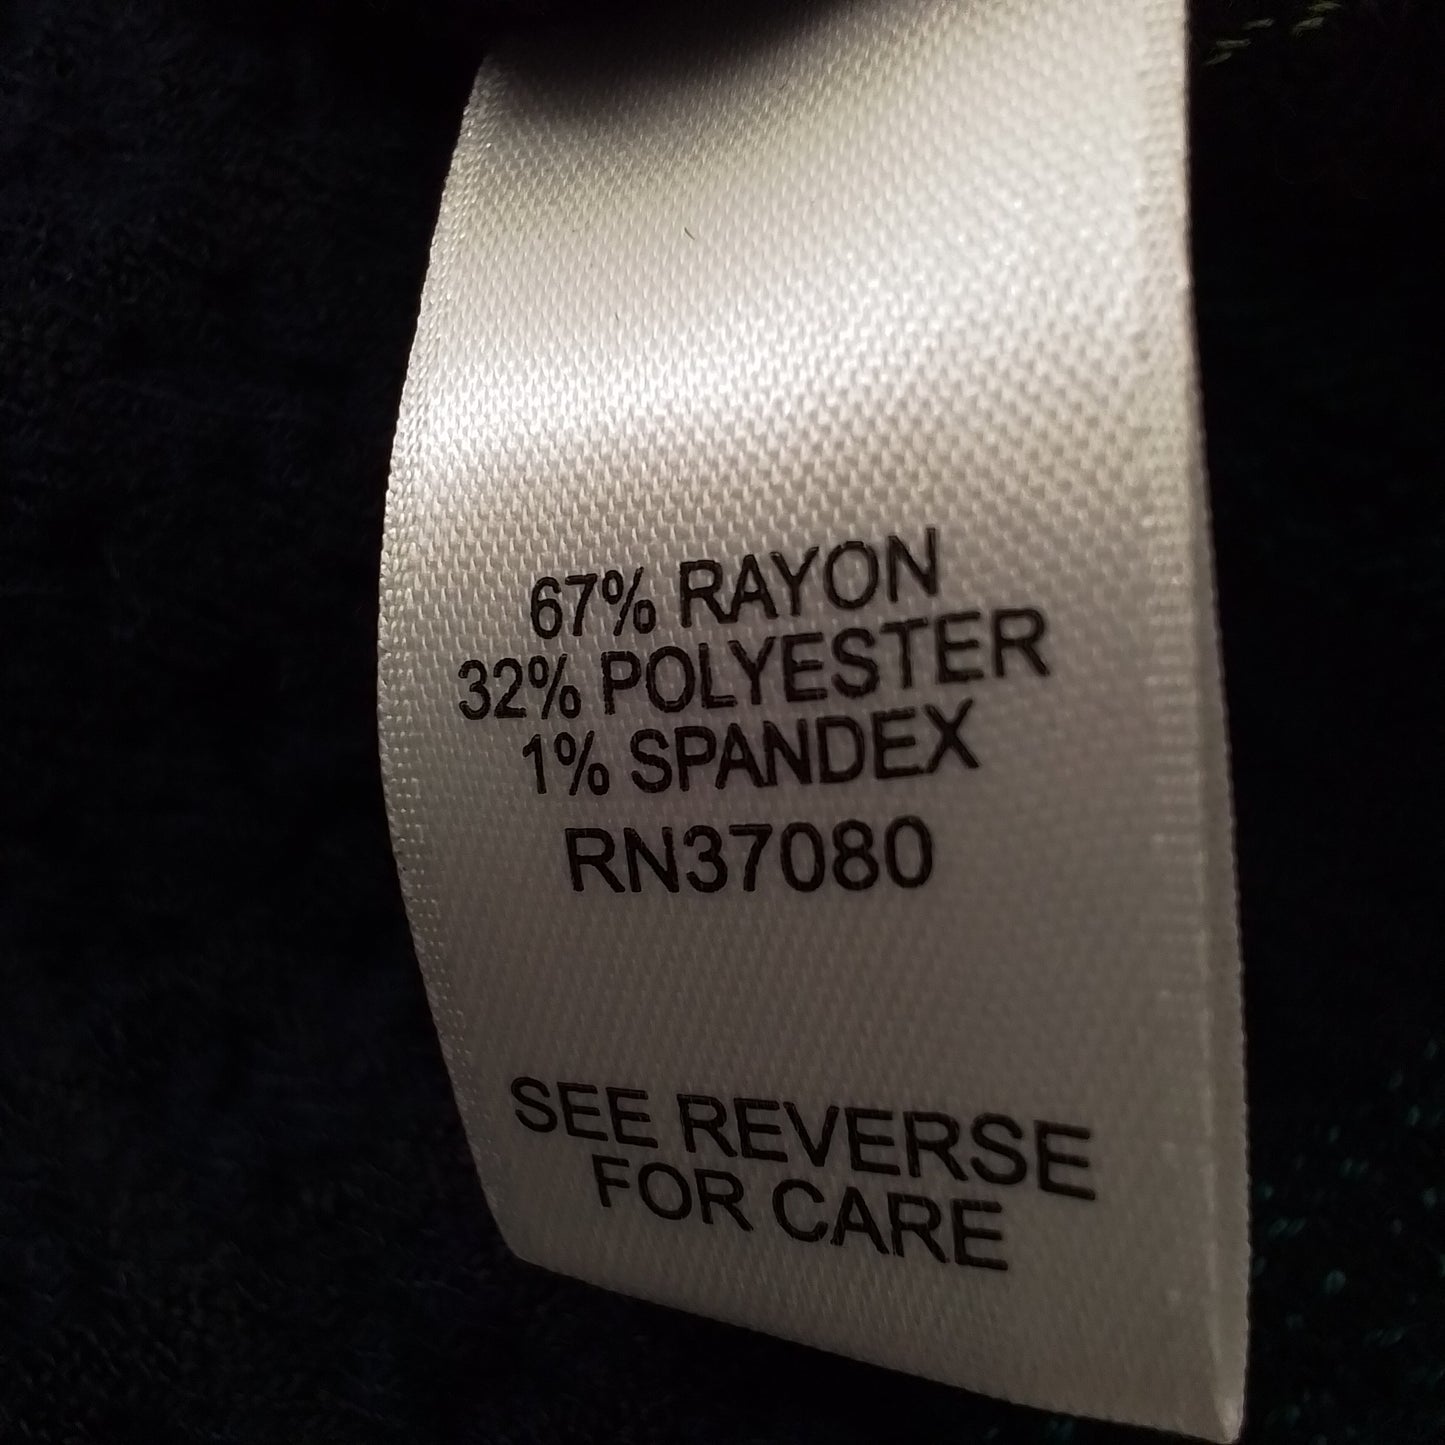 67% RAYON
32% POLYESTER
1% SPANDEX
RN37080
SEE REVERSE
FOR CARE